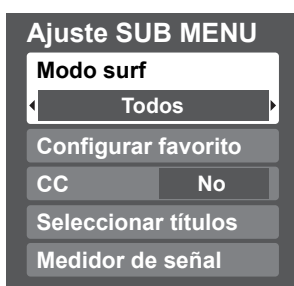 Ajuste SUB MENU
Modo surf
Todos
Configurar favorito
CC No
Seleccionar títulos
Medidor de señal